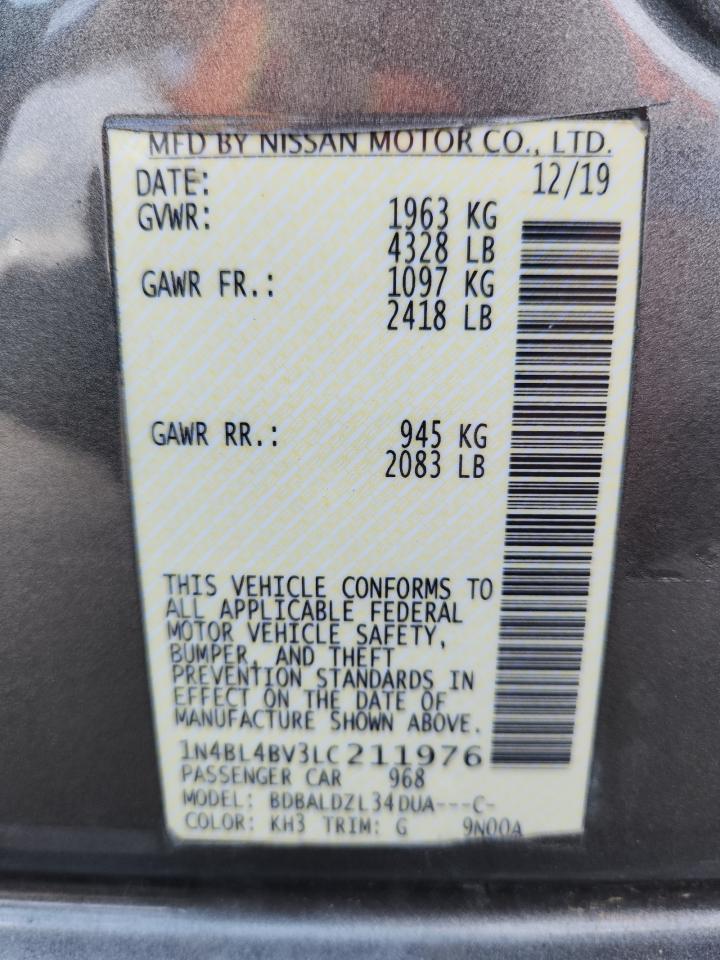 MFD BY NISSAN MOTOR CO., LTD.
DATE: 12/19
GVWR: 1963 KG
4328 LB
GAWR FR.: 1097 KG
2418 LB
GAWR RR.: 945 KG
2083 LB
THIS VEHICLE CONFORMS TO
ALL APPLICABLE FEDERAL
MOTOR VEHICLE SAFETY,
BUMPER, AND THEFT
PREVENTION STANDARDS IN
EFFECT ON THE DATE OF
MANUFACTURE SHOWN ABOVE.
1N4BL4BV3LC211976
PASSENGER CAR 968
MODEL: BDBALDZL34DUA---C-
COLOR: KH3 TRIM: G 9N00A